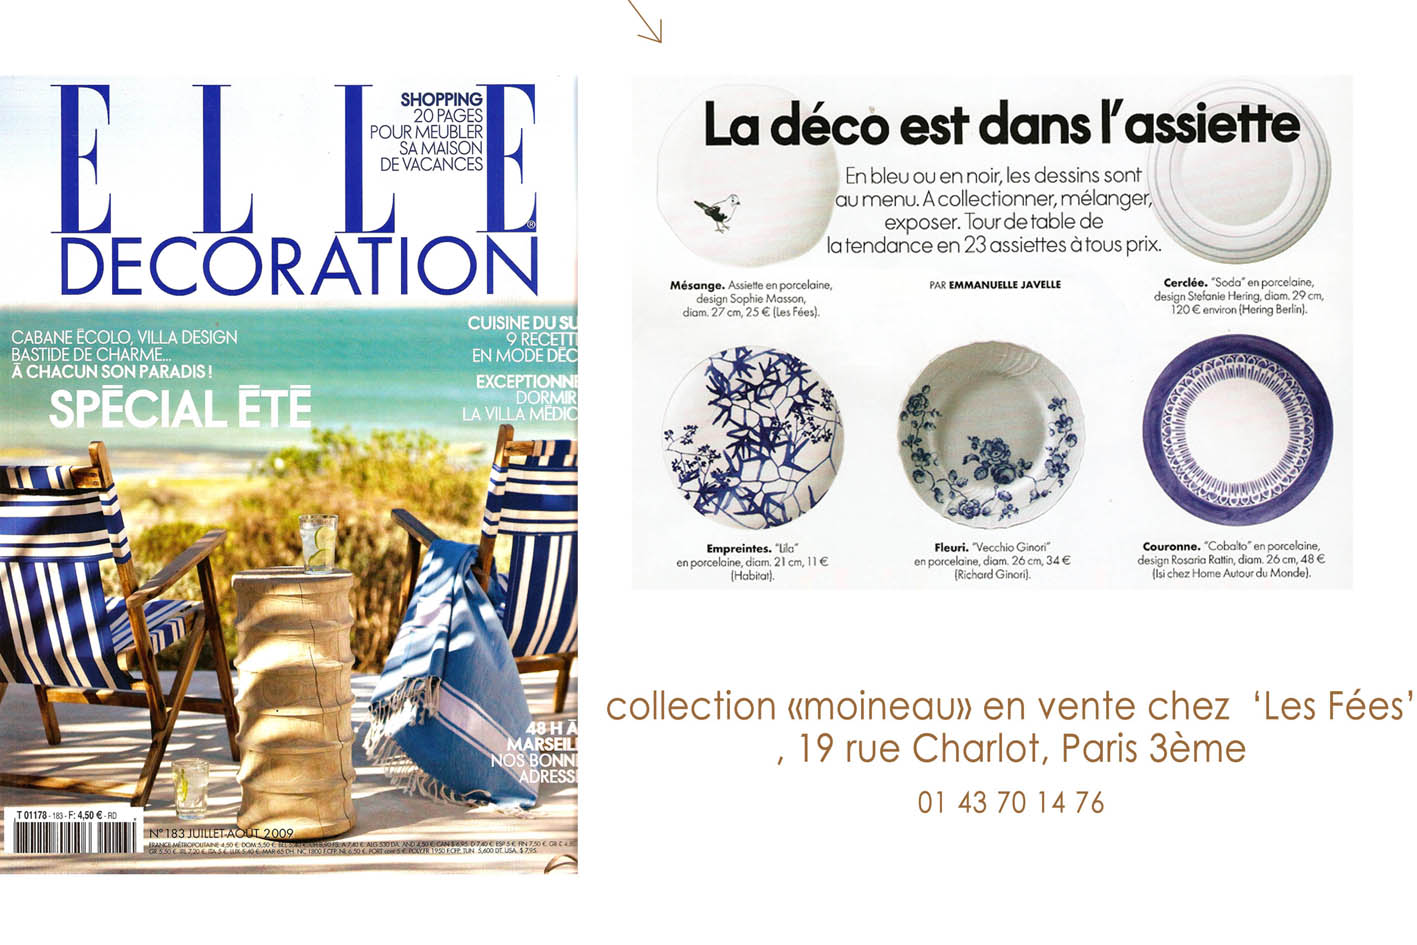 ELLE
DECORATION
SHOPPING
20 PAGES
POUR MEUBLER
SA MAISON
DE VACANCES
CABANE ÉCOLO, VILLA DESIGN
BASTIDE DE CHARME...
À CHACUN SON PARADIS !
SPÉCIAL ÉTÉ
CUISINE DU SU
9 RECETT
EN MODE DÉC
EXCEPTIONNE
DORMIR
LA VILLA MÉDIC
48 H À
MARSEIL
NOS BONN
ADRESS
T 01178 - 183 - F: 4,50 € - RD
N° 183 JUILLET-AOÛT 2009
La déco est dans l'assiette
En bleu ou en noir, les dessins sont
au menu. A collectionner, mélanger,
exposer. Tour de table de
la tendance en 23 assiettes à tous prix.
PAR EMMANUELLE JAVELLE
Mésange. Assiette en porcelaine,
design Sophie Masson,
diam. 27 cm, 25 € (Les Fées).
Cerclée. "Soda" en porcelaine,
design Stefanie Hering, diam. 29 cm,
120 € environ (Hering Berlin).
Empreintes. "Lila"
en porcelaine, diam. 21 cm, 11 €
(Habitat).
Fleuri. "Vecchio Ginori"
en porcelaine, diam. 26 cm, 34 €
(Richard Ginori).
Couronne. "Cobalto" en porcelaine,
design Rosaria Rattin, diam. 26 cm, 48 €
(Isi chez Home Autour du Monde).
collection «moineau» en vente chez ‘Les Fées’
, 19 rue Charlot, Paris 3ème
01 43 70 14 76